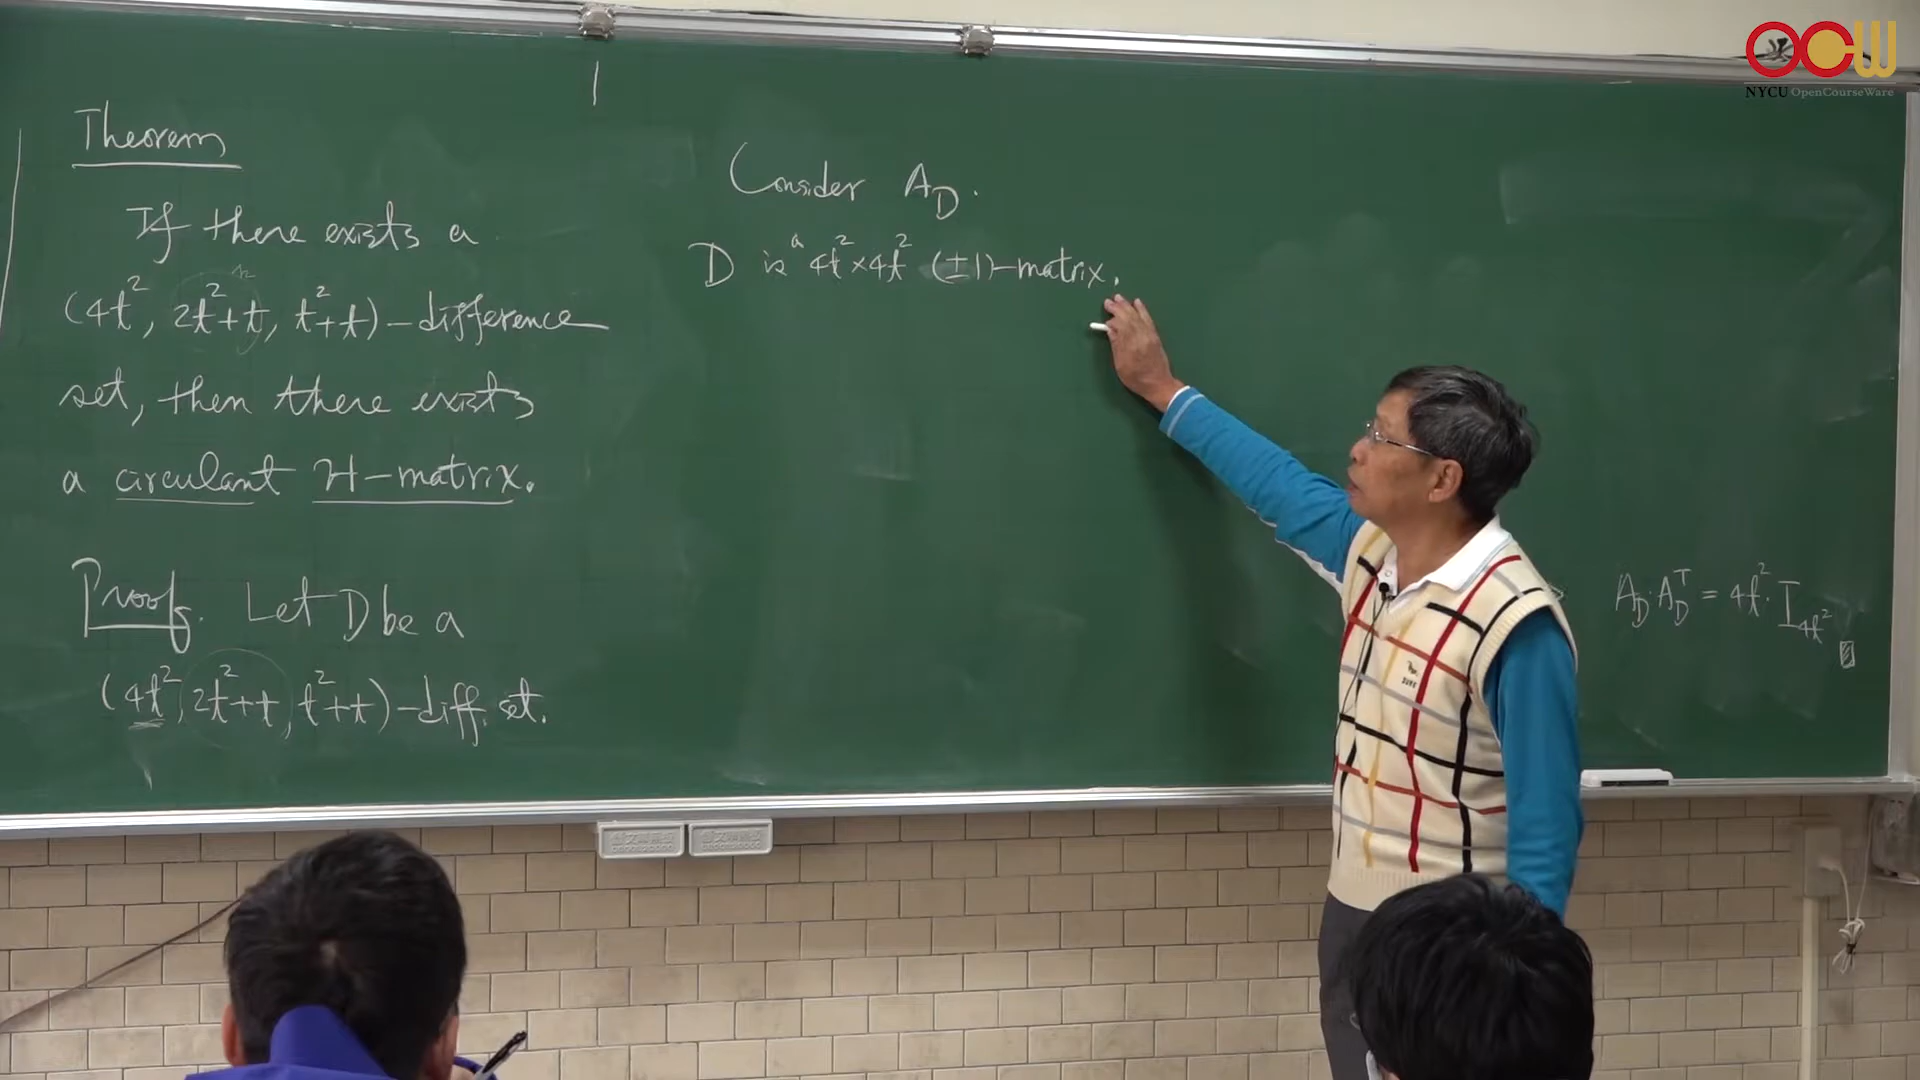 Theorem
If there exists a
(4t², 2t²+t, t²+t)-difference
set, then there exists
a circulant H-matrix.
Proof. Let D be a
(4t², 2t²+t, t²+t)-diff. set.
Consider A_D.
D is a 4t²×4t² (±1)-matrix.
A_D·A_D^T = 4t²·I_4t²
OCW
NYCU OpenCourseWare